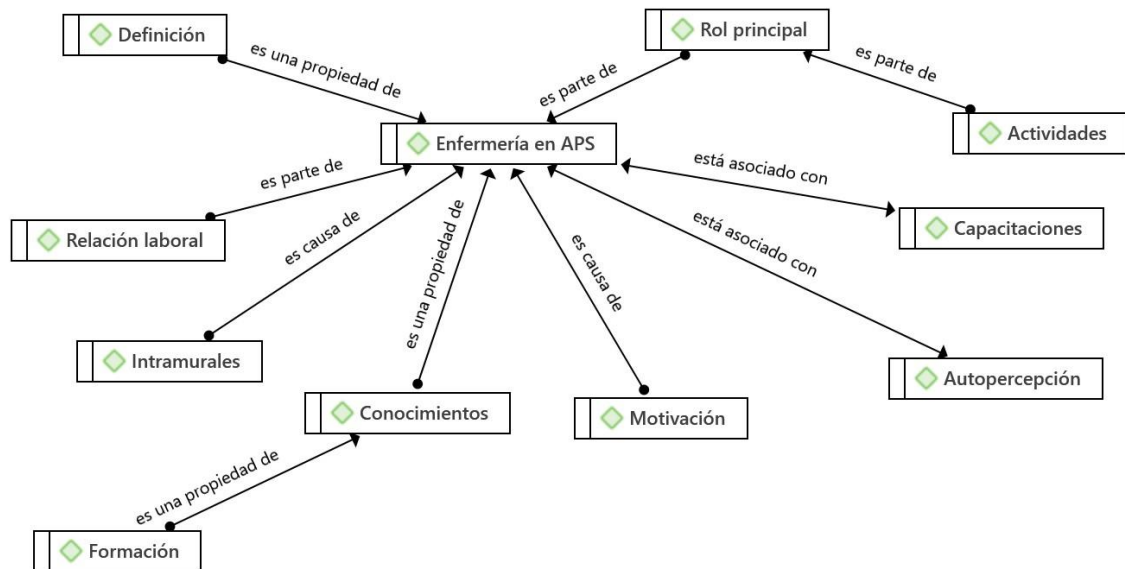 Definición
Rol principal
es una propiedad de
es parte de
es parte de
Enfermería en APS
Actividades
es parte de
está asociado con
Relación laboral
es causa de
es una propiedad de
es causa de
está asociado con
Capacitaciones
Intramurales
Autopercepción
Conocimientos
Motivación
es una propiedad de
Formación